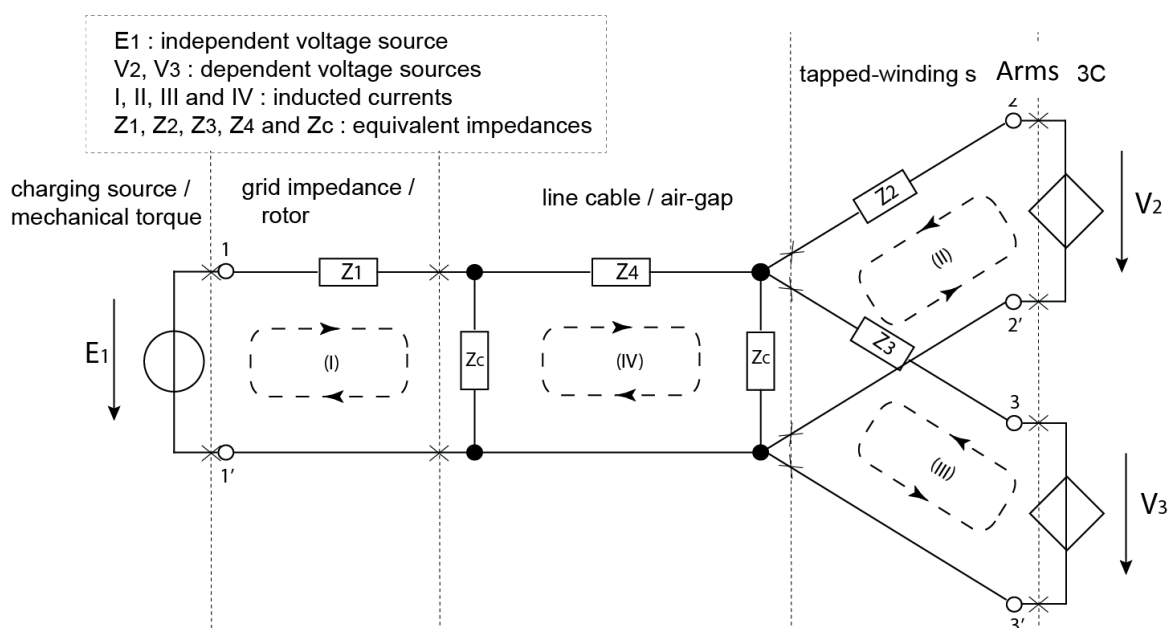 E1 : independent voltage source
V2, V3 : dependent voltage sources
I, II, III and IV : inducted currents
Z1, Z2, Z3, Z4 and Zc : equivalent impedances
tapped-winding s Arms 3C
charging source /
mechanical torque
grid impedance /
rotor
line cable / air-gap
2
Z2
V2
(II)
1
Z1
Z4
2'
E1
(I)
Zc
(IV)
Zc
Z3
3
(III)
1'
V3
3'